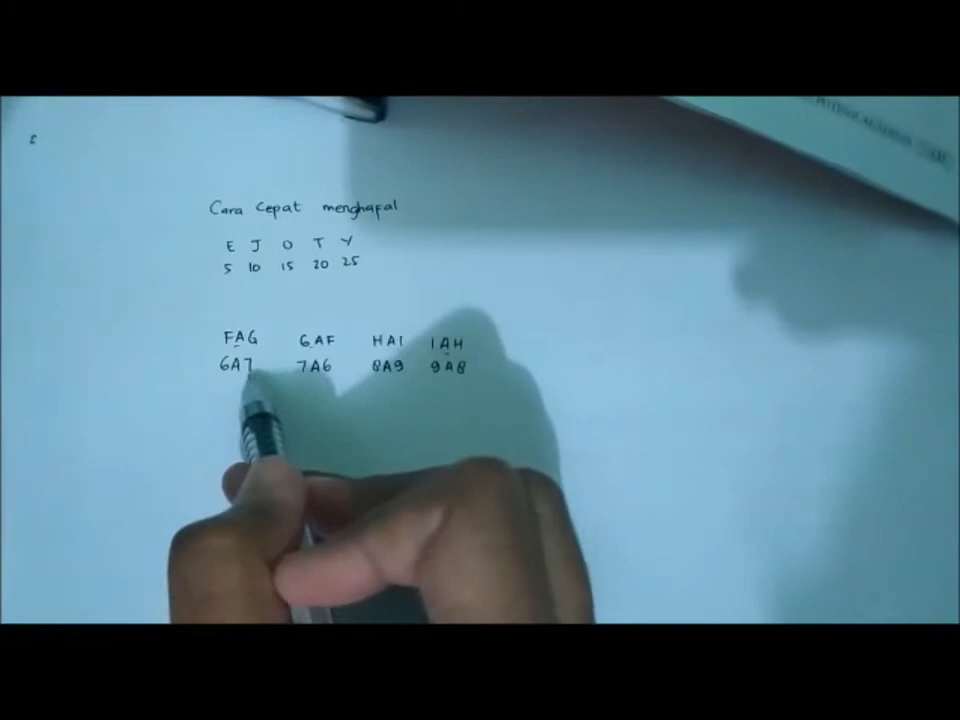 Cara Cepat menghafal
E J O T Y
5 10 15 20 25
FAG GAF HAI IAH
6A7 7A6 8A9 9A8